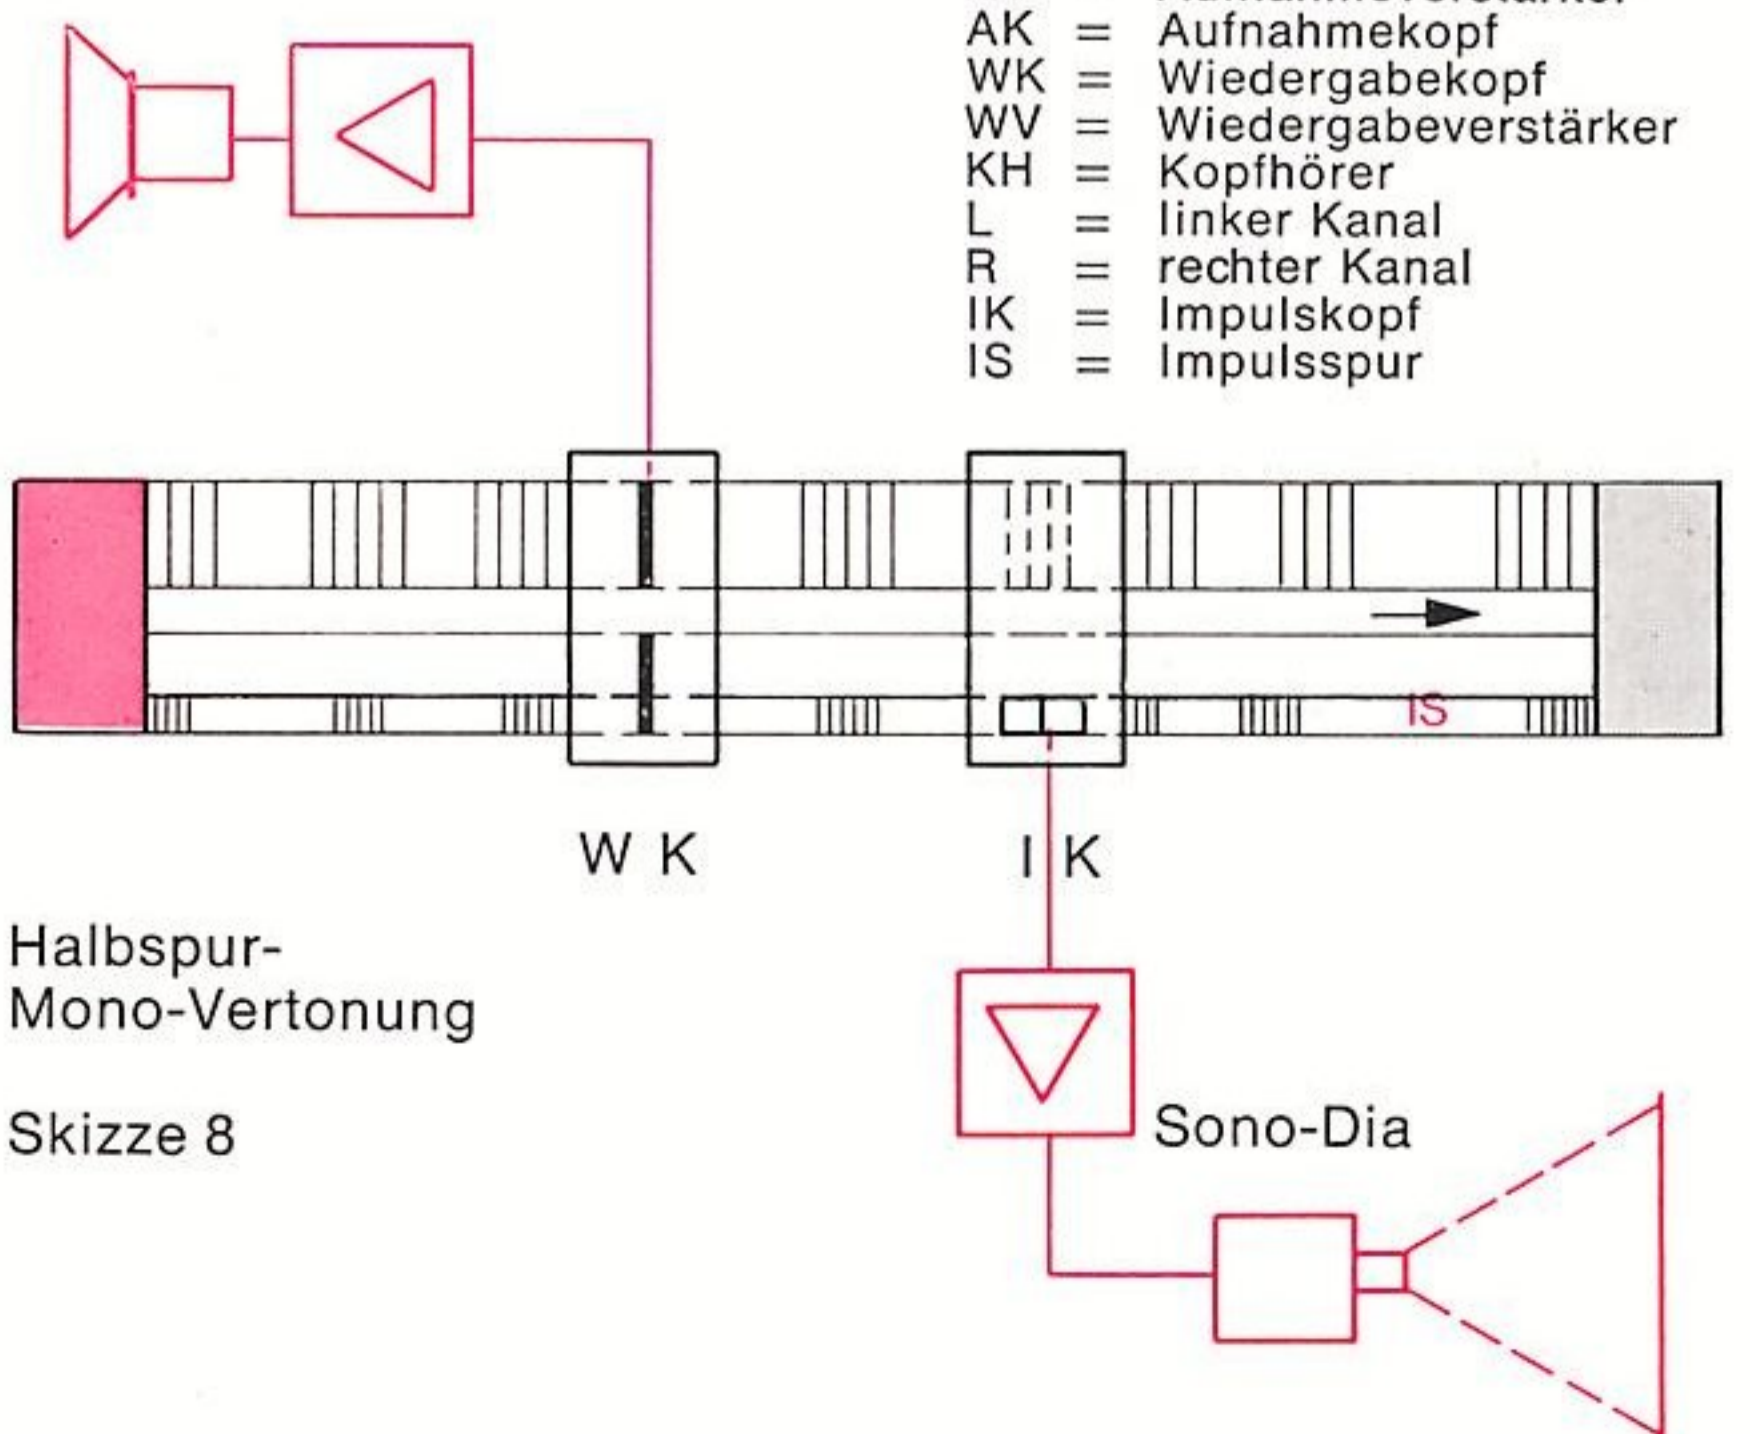 AK = Aufnahmekopf
WK = Wiedergabekopf
WV = Wiedergabeverstärker
KH = Kopfhörer
L = linker Kanal
R = rechter Kanal
IK = Impulskopf
IS = Impulsspur
IS
W K
I K
Halbspur-
Mono-Vertonung
Skizze 8
Sono-Dia